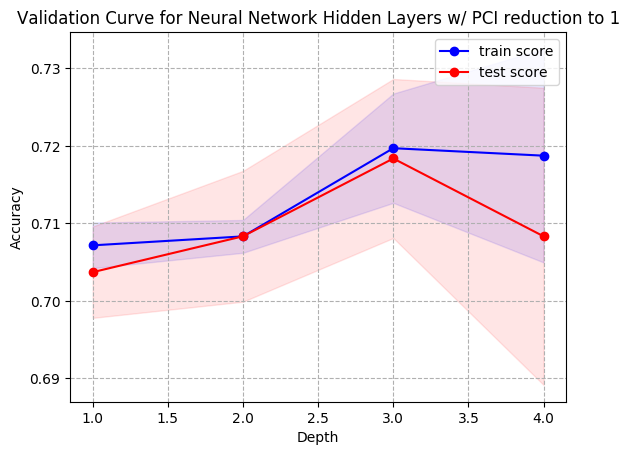 Validation Curve for Neural Network Hidden Layers w/ PCI reduction to 1
train score
test score
0.73
0.72
0.71
0.70
0.69
Accuracy
1.0 1.5 2.0 2.5 3.0 3.5 4.0
Depth